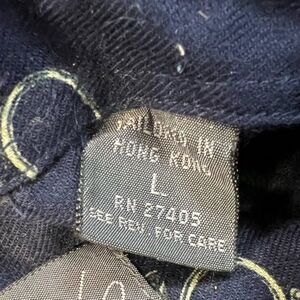 TAILORED IN
HONG KONG
L
RN 27405
SEE REV. FOR CARE